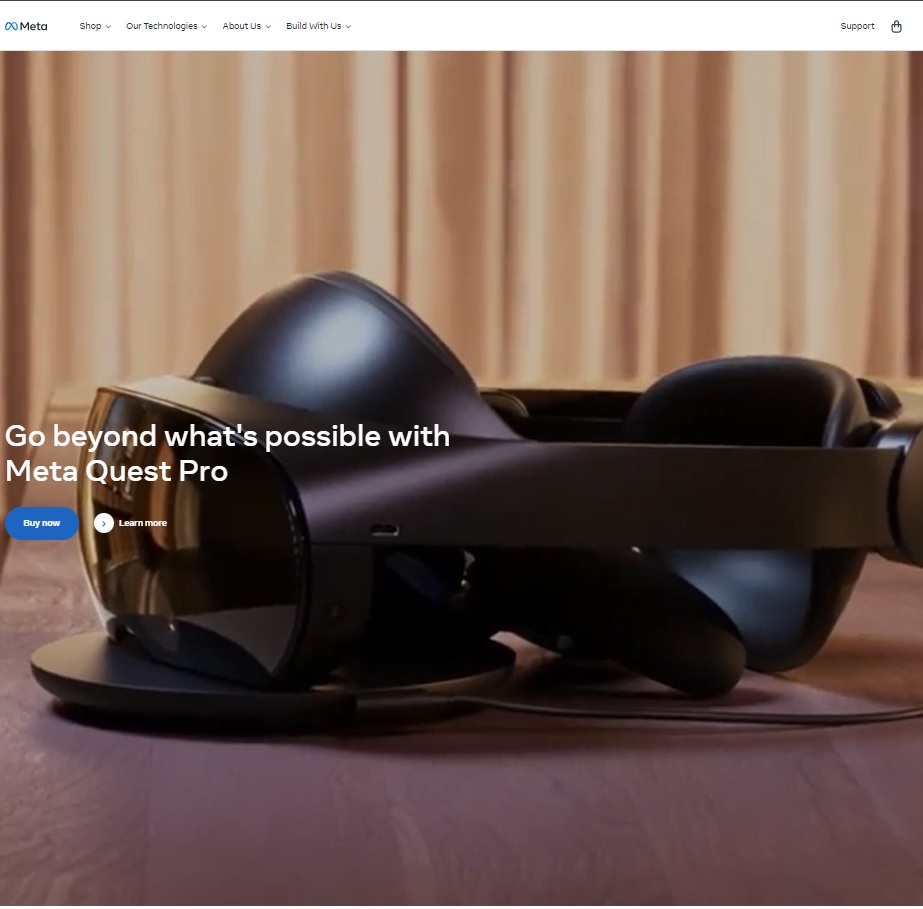 Meta
Shop
Our Technologies
About Us
Build With Us
Support
Go beyond what's possible with
Meta Quest Pro
Buy now
Learn more